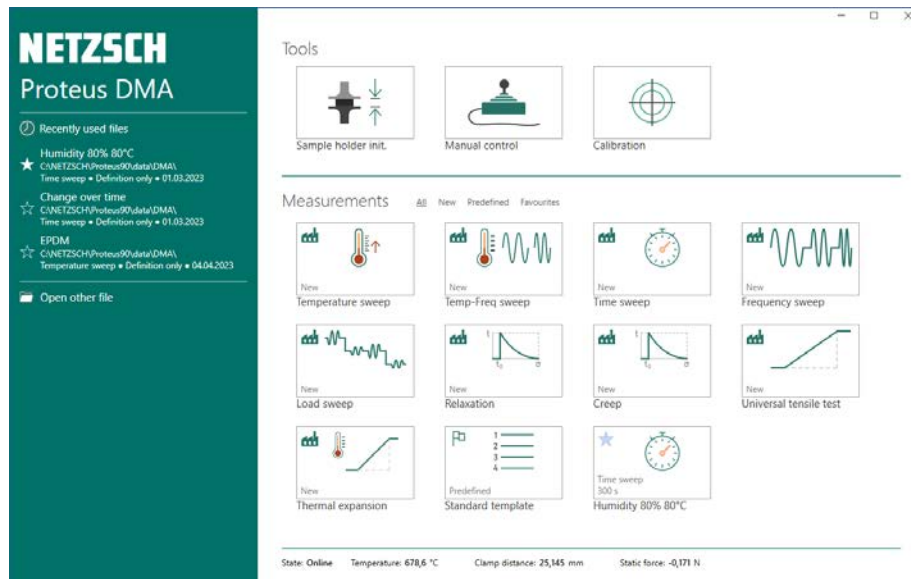 NETZSCH
Proteus DMA
Recently used files
Humidity 80% 80°C
C:\NETZSCH\Proteus90\data\DMA\
Time sweep • Definition only • 01.03.2023
Change over time
C:\NETZSCH\Proteus90\data\DMA\
Time sweep • Definition only • 01.03.2023
EPDM
C:\NETZSCH\Proteus90\data\DMA\
Temperature sweep • Definition only • 04.04.2023
Open other file
Tools
Sample holder init.
Manual control
Calibration
Measurements All New Predefined Favourites
New
Temperature sweep
New
Temp-Freq sweep
New
Time sweep
New
Frequency sweep
New
Load sweep
t
t₀
σ
New
Relaxation
t
t₀
σ
New
Creep
New
Universal tensile test
New
Thermal expansion
1
2
3
4
Predefined
Standard template
Time sweep
300 s
Humidity 80% 80°C
State: Online Temperature: 678,6 °C Clamp distance: 25,145 mm Static force: -0,171 N